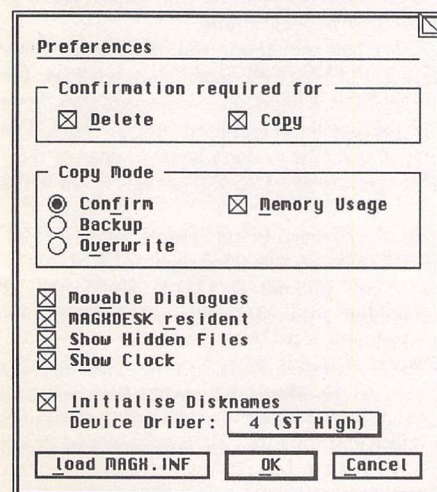 Preferences
Confirmation required for
Delete Copy
Copy Mode
Confirm Memory Usage
Backup
Overwrite
Movable Dialogues
MAGXDESK resident
Show Hidden Files
Show Clock
Initialise Disknames
Device Driver: 4 (ST High)
load MAGX.INF OK Cancel